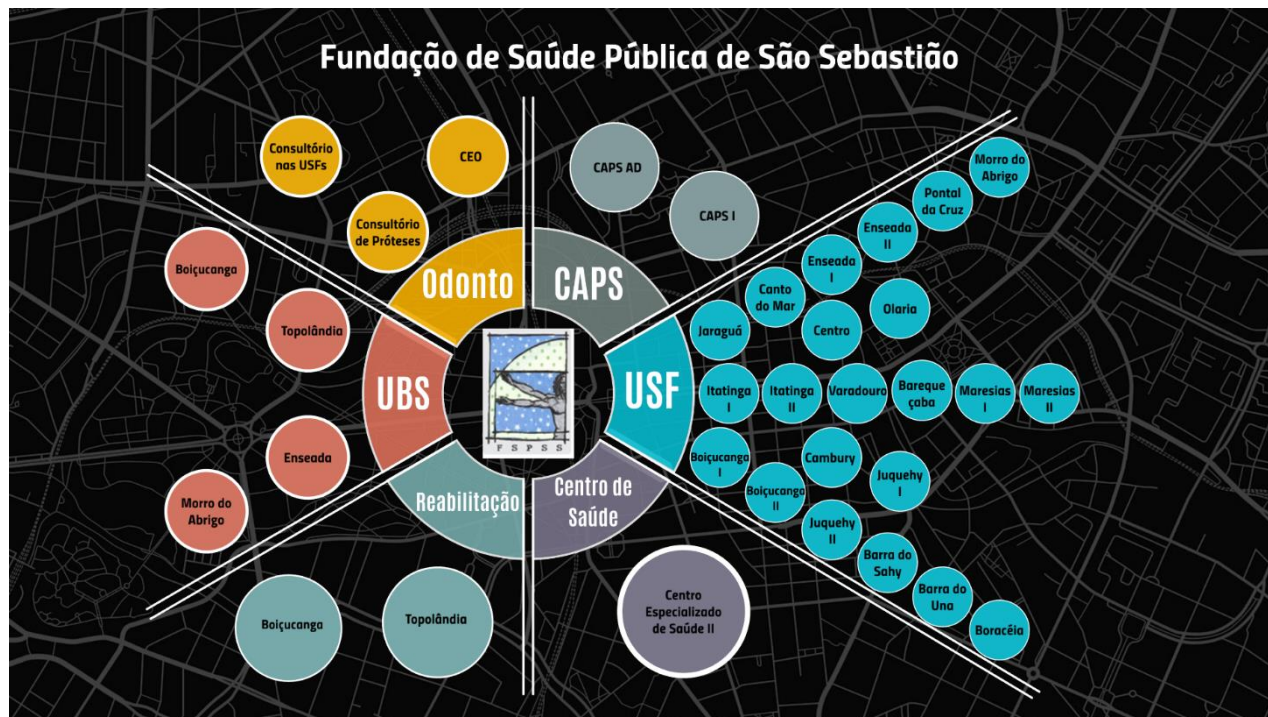 Fundação de Saúde Pública de São Sebastião
Consultório
nas USFs
CEO
Consultório
de Próteses
Odonto
CAPS AD
CAPS I
CAPS
Boiçucanga
Topolândia
Enseada
Morro do
Abrigo
UBS
Morro do
Abrigo
Pontal
da Cruz
Enseada
II
Enseada
I
Canto
do Mar
Jaraguá
Centro
Olaria
USF
Itatinga
I
Itatinga
II
Varadouro
Bareque
çaba
Maresias
I
Maresias
II
Boiçucanga
I
Boiçucanga
II
Cambury
Juquehy
I
Juquehy
II
Barra do
Sahy
Barra do
Una
Boracéia
F S P S S
Reabilitação
Boiçucanga
Topolândia
Centro de
Saúde
Centro
Especializado
de Saúde II